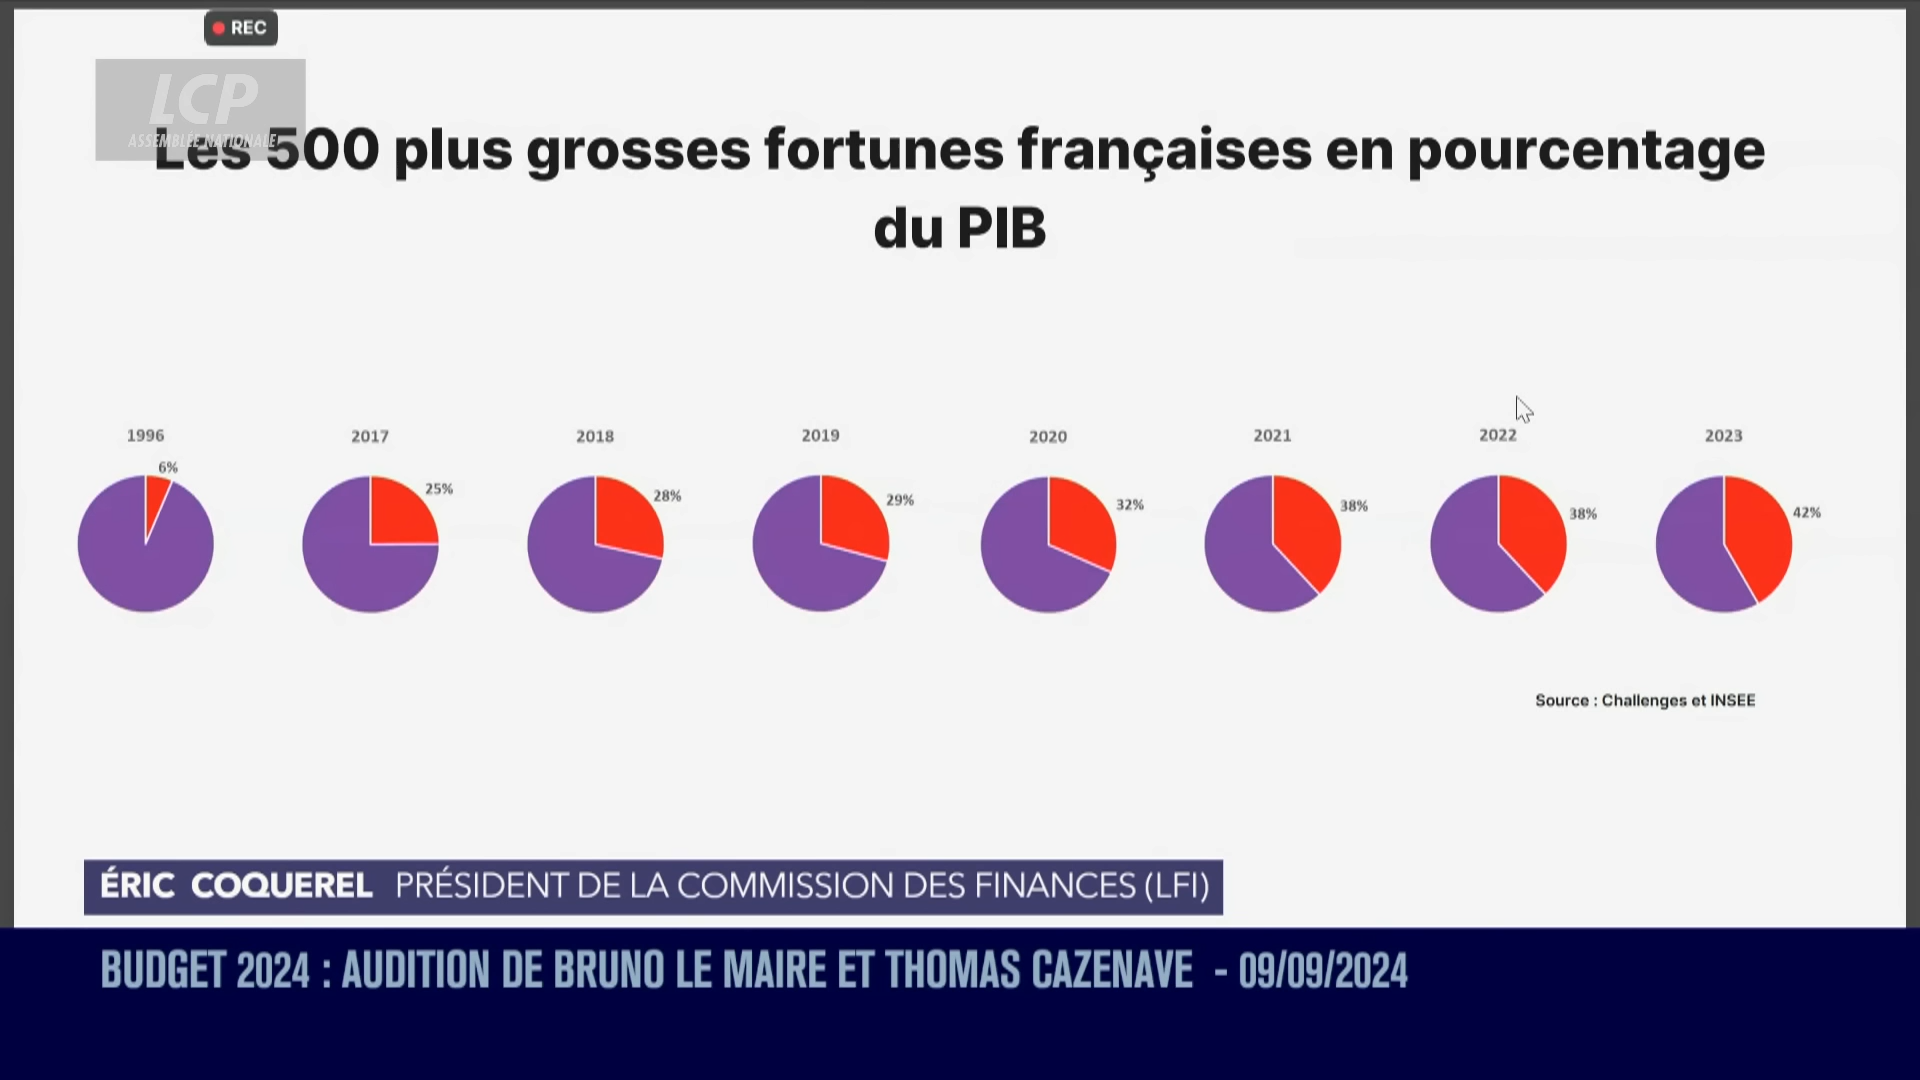 REC
LCP
ASSEMBLÉE NATIONALE
Les 500 plus grosses fortunes françaises en pourcentage
du PIB
1996 2017 2018 2019 2020 2021 2022 2023
6% 25% 28% 29% 32% 38% 38% 42%
Source : Challenges et INSEE
ÉRIC COQUEREL PRÉSIDENT DE LA COMMISSION DES FINANCES (LFI)
BUDGET 2024 : AUDITION DE BRUNO LE MAIRE ET THOMAS CAZENAVE - 09/09/2024